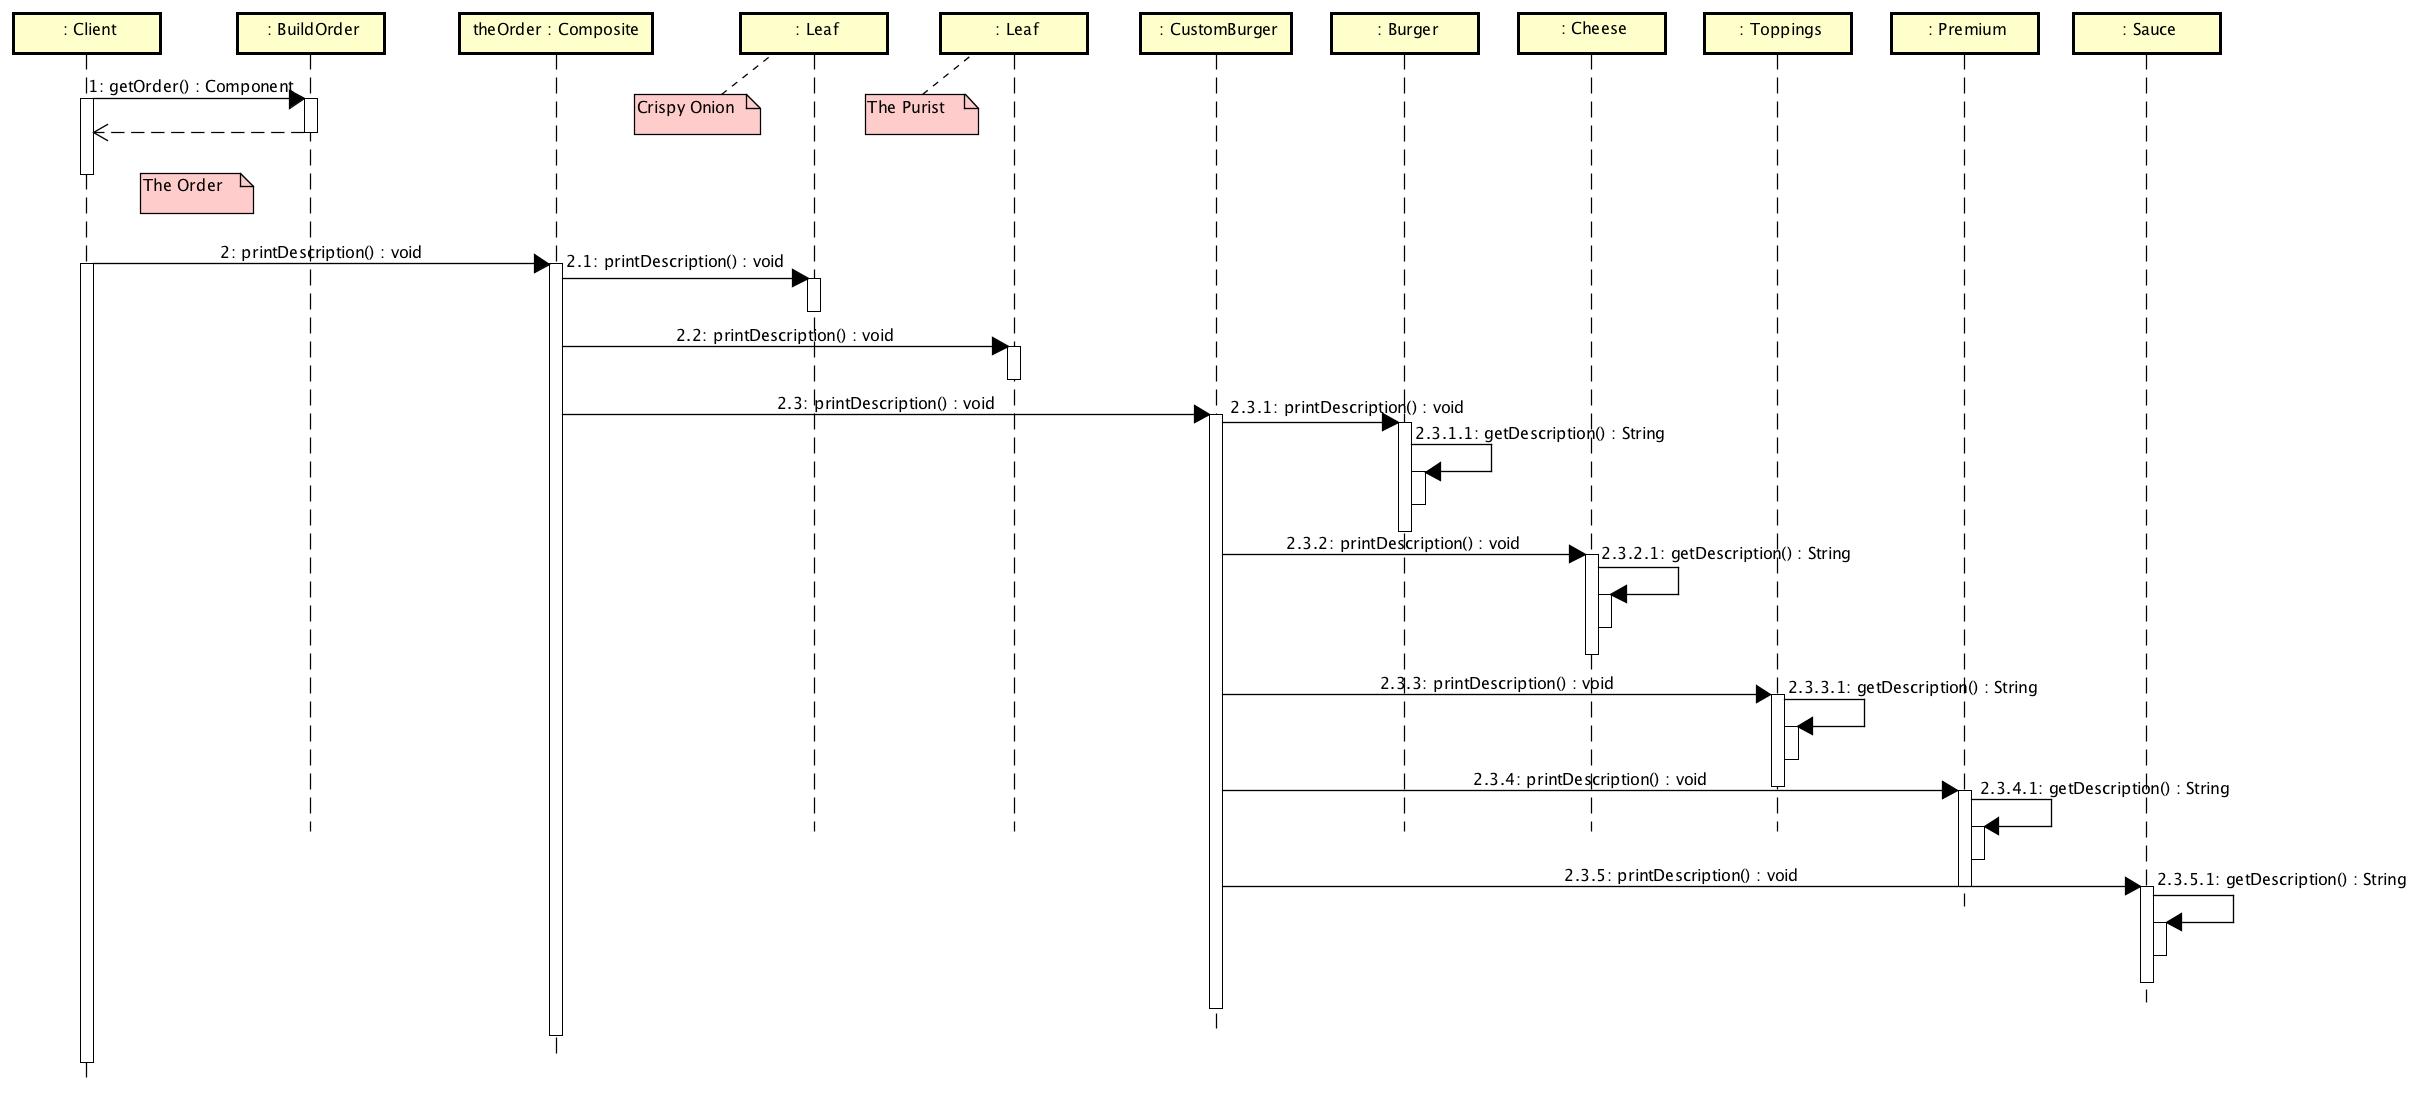 : Client
: BuildOrder
theOrder : Composite
: Leaf
: Leaf
: CustomBurger
: Burger
: Cheese
: Toppings
: Premium
: Sauce
1: getOrder() : Component
Crispy Onion
The Purist
The Order
2: printDescription() : void
2.1: printDescription() : void
2.2: printDescription() : void
2.3: printDescription() : void
2.3.1: printDescription() : void
2.3.1.1: getDescription() : String
2.3.2: printDescription() : void
2.3.2.1: getDescription() : String
2.3.3: printDescription() : void
2.3.3.1: getDescription() : String
2.3.4: printDescription() : void
2.3.4.1: getDescription() : String
2.3.5: printDescription() : void
2.3.5.1: getDescription() : String